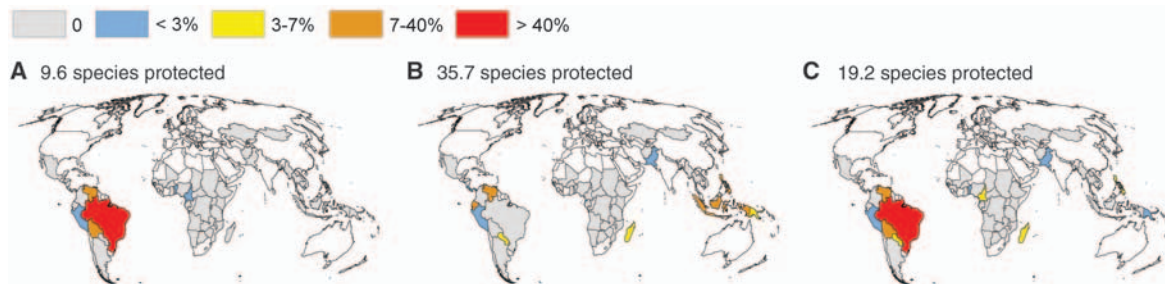 0 < 3% 3-7% 7-40% > 40%
A 9.6 species protected B 35.7 species protected C 19.2 species protected